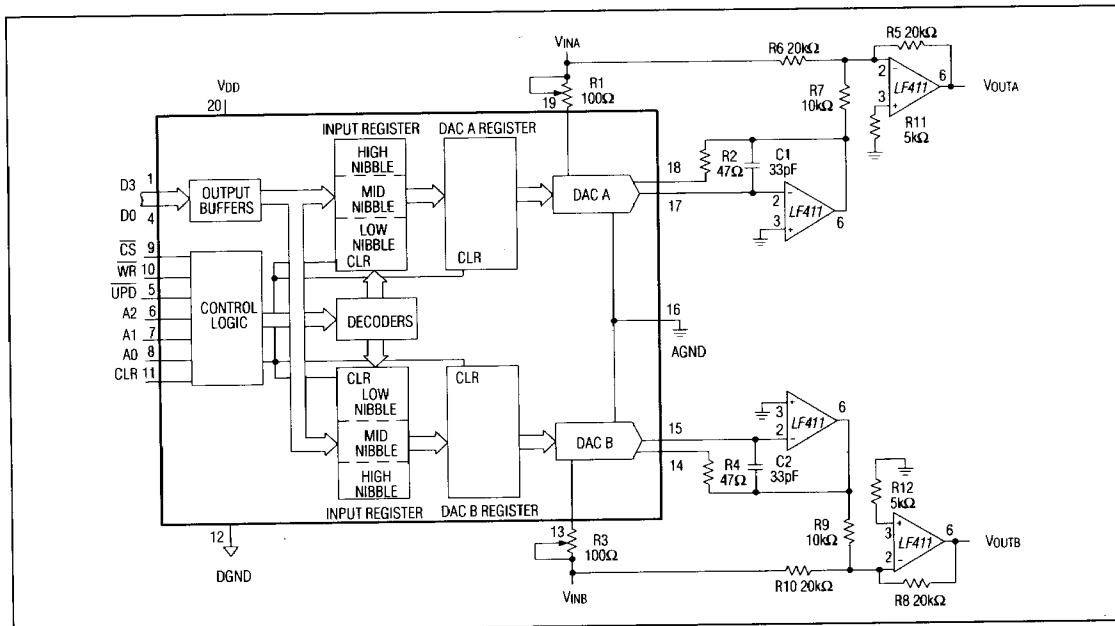 VINA
R6 20kΩ
R5 20kΩ
2
−
LF411
6
VOUTA
3
+
R11
5kΩ
R7
10kΩ
R1
100Ω
19
VDD
20
INPUT REGISTER
DAC A REGISTER
HIGH
NIBBLE
MID
NIBBLE
LOW
NIBBLE
CLR
CLR
D3 1
D0 4
OUTPUT
BUFFERS
DAC A
18
17
R2
47Ω
C1
33pF
2
−
LF411
6
3
+
CS 9
WR 10
UPD 5
A2 6
A1 7
A0 8
CLR 11
CONTROL
LOGIC
DECODERS
16
AGND
CLR
LOW
NIBBLE
MID
NIBBLE
HIGH
NIBBLE
INPUT REGISTER
CLR
DAC B REGISTER
DAC B
15
14
R4
47Ω
C2
33pF
3
+
LF411
6
2
−
12
DGND
13
R3
100Ω
VINB
R9
10kΩ
R10 20kΩ
R12
5kΩ
+
3
LF411
2
−
6
VOUTB
R8 20kΩ